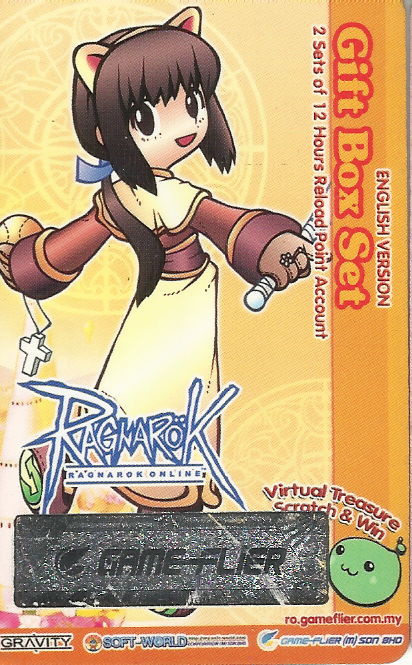 Gift Box Set
ENGLISH VERSION
2 Sets of 12 Hours Reload Point Account
RAGNARÖK
RAGNAROK ONLINE
Virtual Treasure
Scratch & Win
GAME-FLIER
ro.gameflier.com.my
GRAVITY
SOFT-WORLD
GAME-FLIER (M) SDN BHD